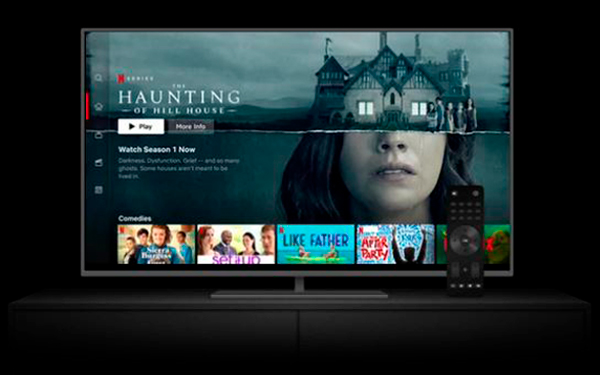 N SERIES
THE
HAUNTING
OF HILL HOUSE
Play
More Info
Watch Season 1 Now
Darkness. Dysfunction. Grief -- and so many
ghosts. Some houses aren't meant to be
lived in.
Comedies
Sierra
Burgess
set it up
LIKE FATHER
THE
AFTER
PARTY